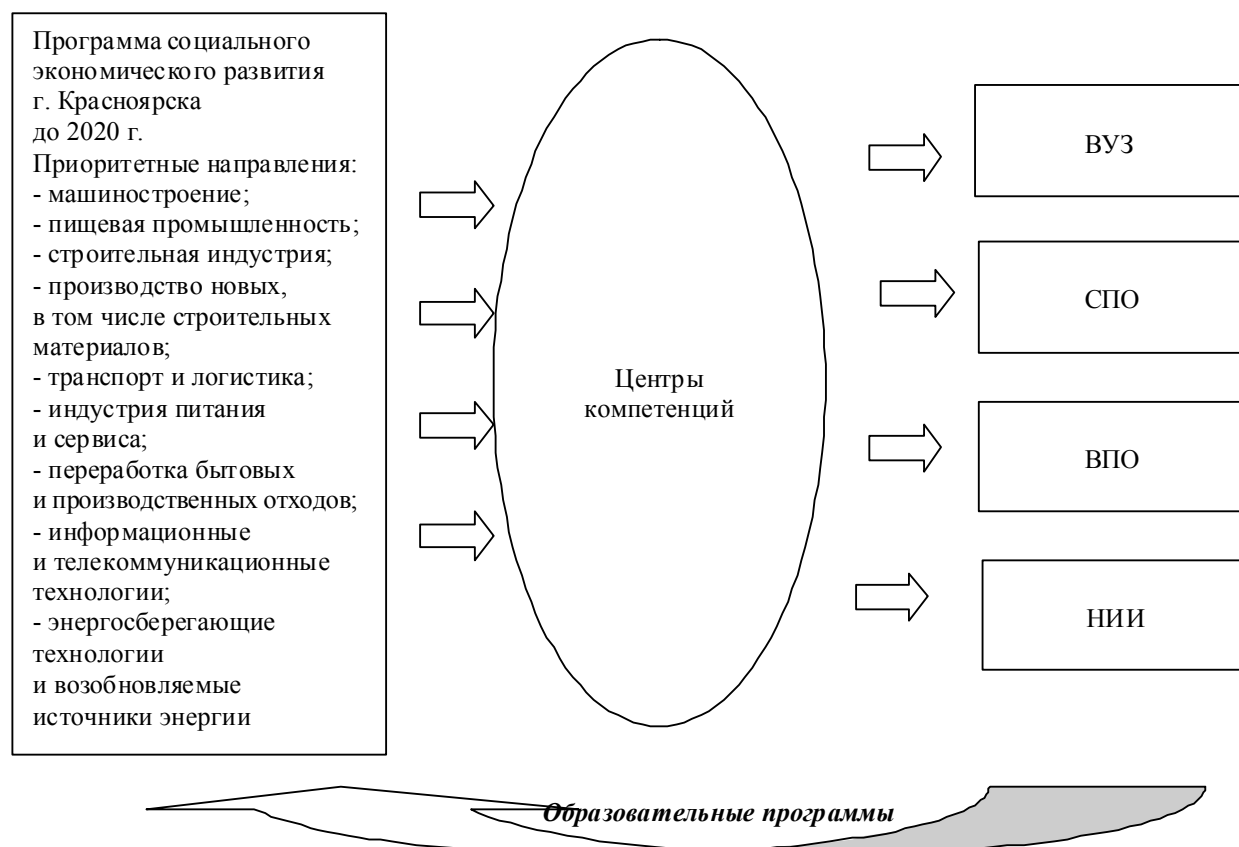 Программа социального
экономического развития
г. Красноярска
до 2020 г.
Приоритетные направления:
- машиностроение;
- пищевая промышленность;
- строительная индустрия;
- производство новых,
в том числе строительных
материалов;
- транспорт и логистика;
- индустрия питания
и сервиса;
- переработка бытовых
и производственных отходов;
- информационные
и телекоммуникационные
технологии;
- энергосберегающие
технологии
и возобновляемые
источники энергии
Центры
компетенций
ВУЗ
СПО
ВПО
НИИ
Образовательные программы